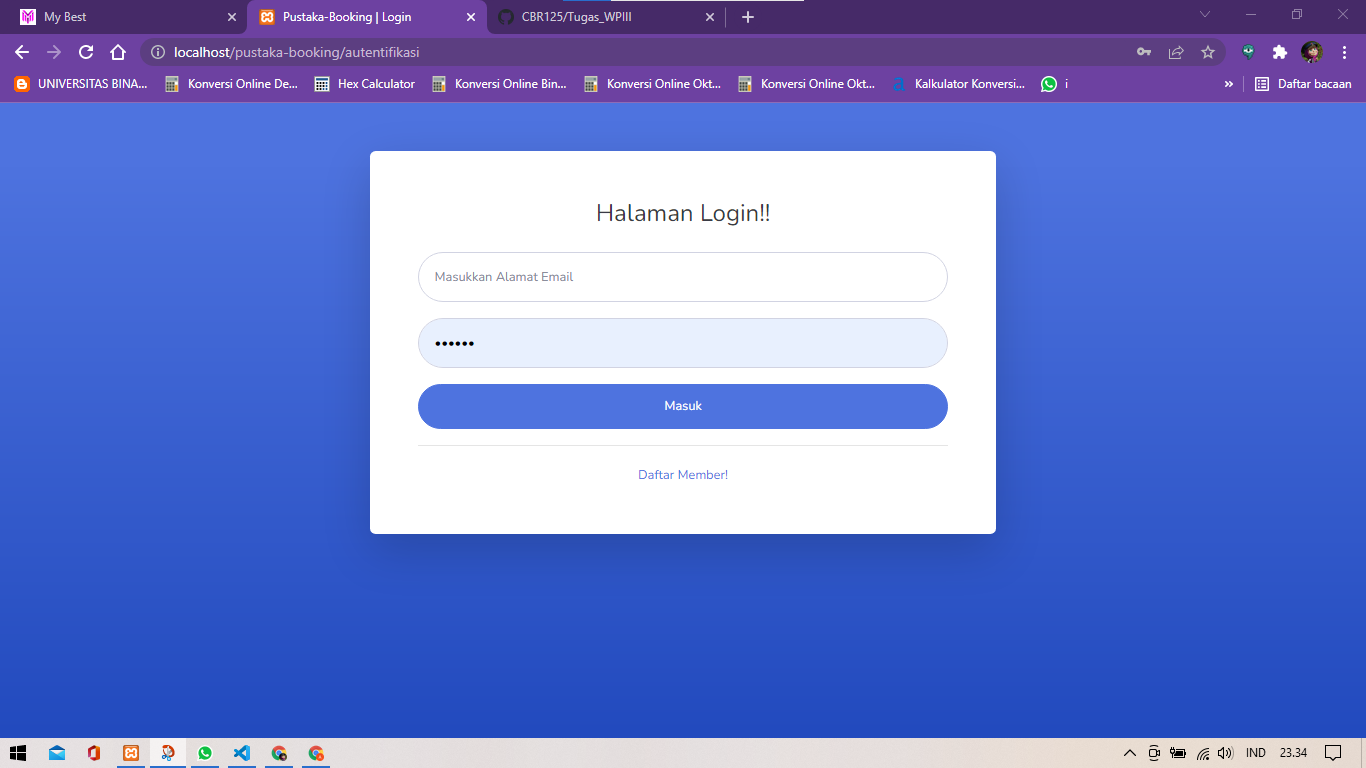 My Best
Pustaka-Booking | Login
CBR125/Tugas_WPIII
localhost/pustaka-booking/autentifikasi
UNIVERSITAS BINA...
Konversi Online De...
Hex Calculator
Konversi Online Bin...
Konversi Online Okt...
Konversi Online Okt...
Kalkulator Konversi...
i
»
Daftar bacaan
Halaman Login!!
Masukkan Alamat Email
••••••
Masuk
Daftar Member!
IND
23.34